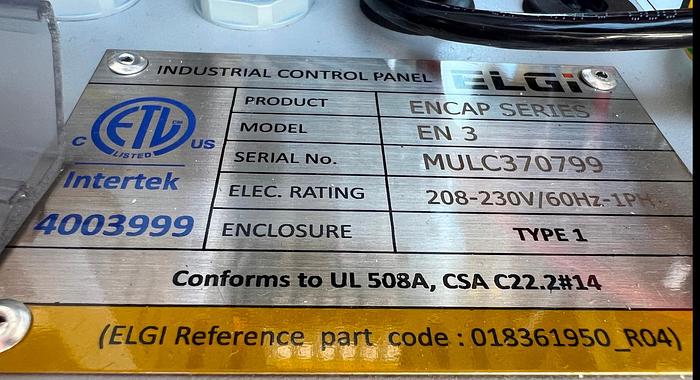 INDUSTRIAL CONTROL PANEL ELGi
PRODUCT ENCAP SERIES
MODEL EN 3
SERIAL No. MULC370799
ELEC. RATING 208-230V/60Hz-1PH
ENCLOSURE TYPE 1
ETL CM
LISTED
C US
Intertek
4003999
Conforms to UL 508A, CSA C22.2#14
(ELGI Reference part code : 018361950_R04)